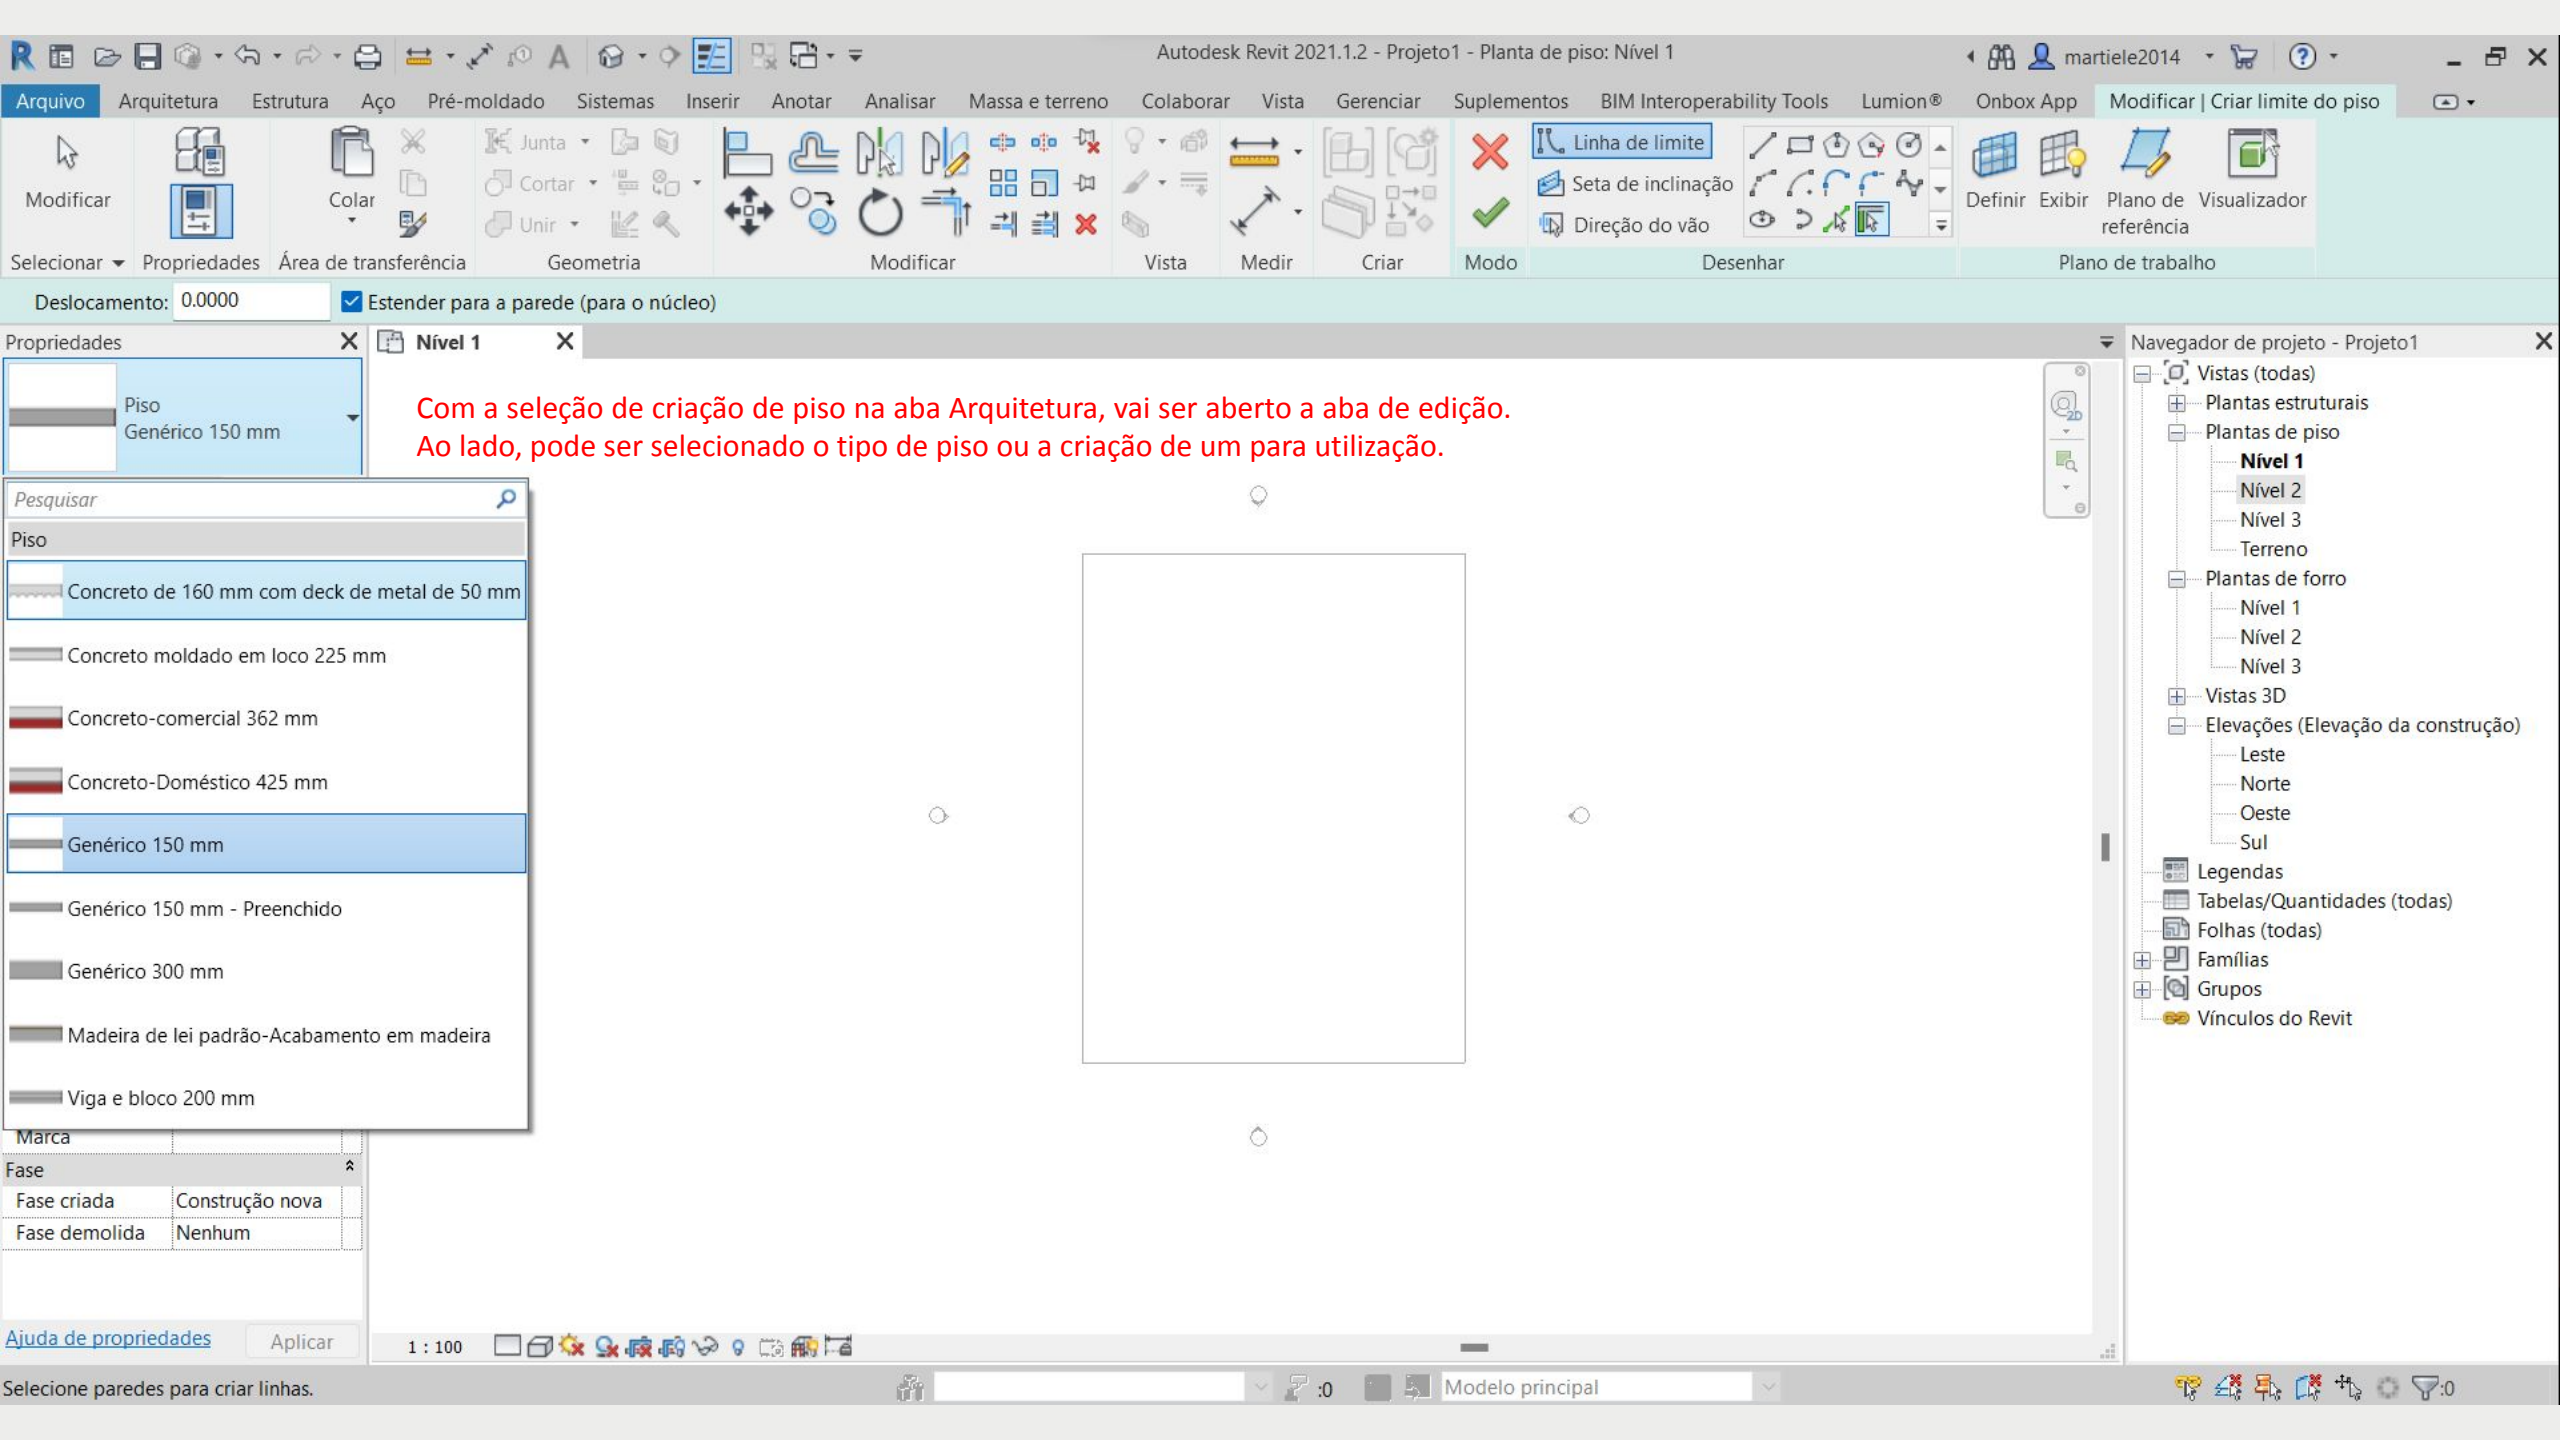 Autodesk Revit 2021.1.2 - Projeto1 - Planta de piso: Nível 1
martiele2014
Arquivo Arquitetura Estrutura Aço Pré-moldado Sistemas Inserir Anotar Analisar Massa e terreno Colaborar Vista Gerenciar Suplementos BIM Interoperability Tools Lumion® Onbox App Modificar | Criar limite do piso
Modificar
Colar
Junta
Cortar
Unir
Linha de limite
Seta de inclinação
Direção do vão
Definir Exibir Plano de referência Visualizador
Selecionar Propriedades Área de transferência Geometria Modificar Vista Medir Criar Modo Desenhar Plano de trabalho
Deslocamento: 0.0000 Estender para a parede (para o núcleo)
Propriedades
Piso
Genérico 150 mm
Pesquisar
Piso
Concreto de 160 mm com deck de metal de 50 mm
Concreto moldado em loco 225 mm
Concreto-comercial 362 mm
Concreto-Doméstico 425 mm
Genérico 150 mm
Genérico 150 mm - Preenchido
Genérico 300 mm
Madeira de lei padrão-Acabamento em madeira
Viga e bloco 200 mm
Marca
Fase
Fase criada Construção nova
Fase demolida Nenhum
Ajuda de propriedades Aplicar
Nível 1
Com a seleção de criação de piso na aba Arquitetura, vai ser aberto a aba de edição.
Ao lado, pode ser selecionado o tipo de piso ou a criação de um para utilização.
2D
1 : 100
Navegador de projeto - Projeto1
Vistas (todas)
Plantas estruturais
Plantas de piso
Nível 1
Nível 2
Nível 3
Terreno
Plantas de forro
Nível 1
Nível 2
Nível 3
Vistas 3D
Elevações (Elevação da construção)
Leste
Norte
Oeste
Sul
Legendas
Tabelas/Quantidades (todas)
Folhas (todas)
Famílias
Grupos
Vínculos do Revit
Selecione paredes para criar linhas.
:0
Modelo principal
:0